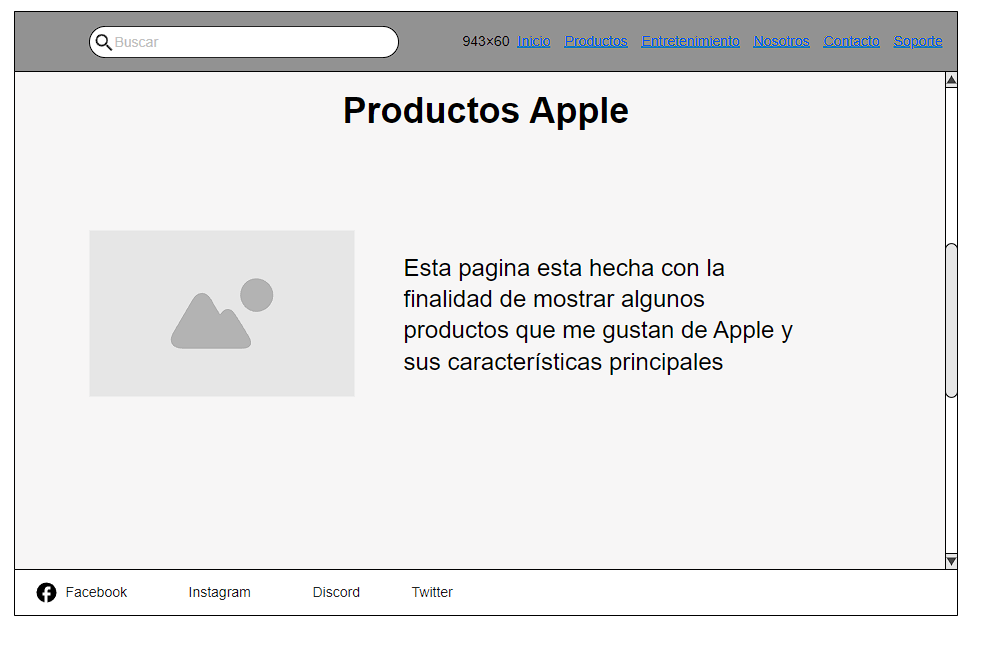 Buscar
943×60 Inicio Productos Entretenimiento Nosotros Contacto Soporte
Productos Apple
Esta pagina esta hecha con la
finalidad de mostrar algunos
productos que me gustan de Apple y
sus características principales
Facebook Instagram Discord Twitter